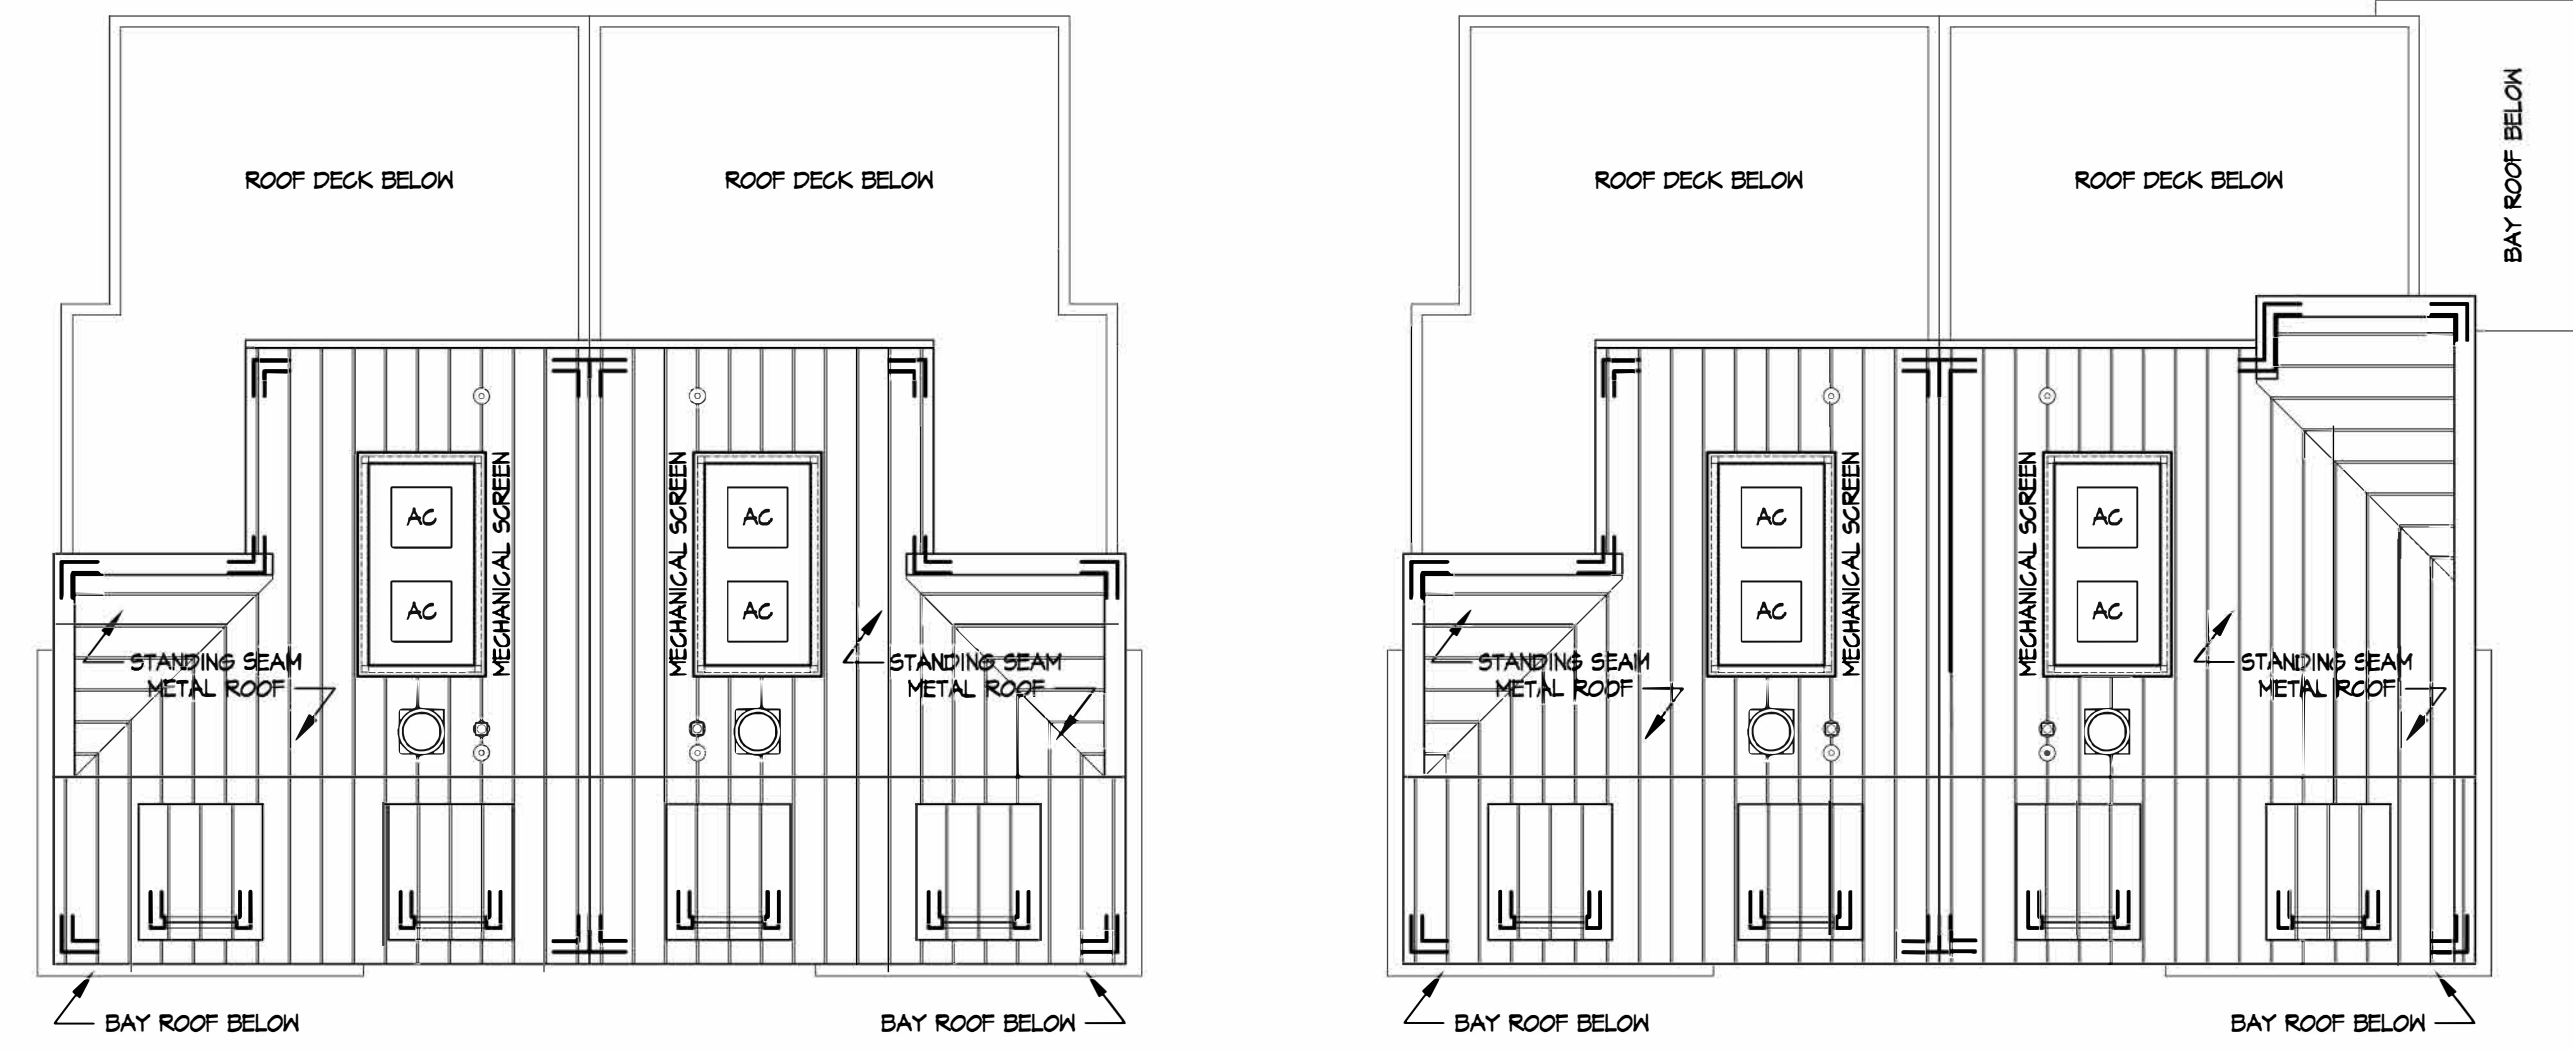 ROOF DECK BELOW
ROOF DECK BELOW
MECHANICAL SCREEN
MECHANICAL SCREEN
AC
AC
AC
AC
STANDING SEAM
METAL ROOF
STANDING SEAM
METAL ROOF
BAY ROOF BELOW
BAY ROOF BELOW
ROOF DECK BELOW
ROOF DECK BELOW
BAY ROOF BELOW
MECHANICAL SCREEN
MECHANICAL SCREEN
AC
AC
AC
AC
STANDING SEAM
METAL ROOF
STANDING SEAM
METAL ROOF
BAY ROOF BELOW
BAY ROOF BELOW